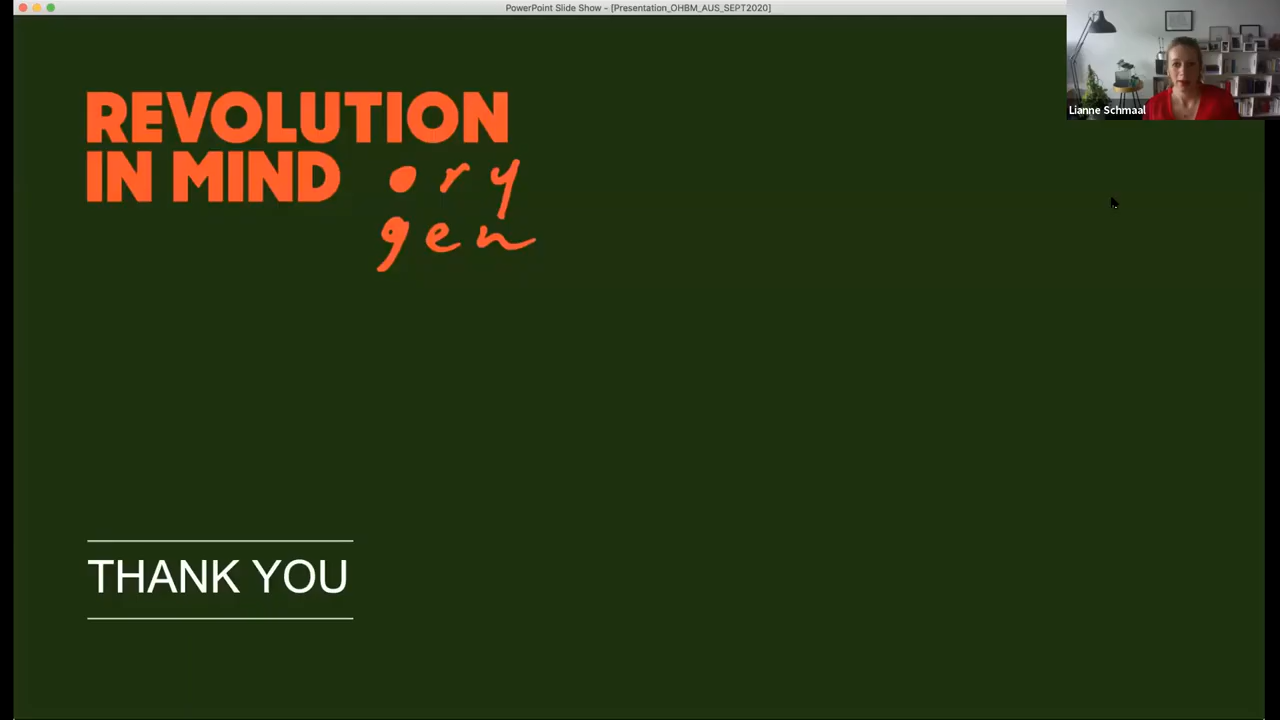 PowerPoint Slide Show - [Presentation_OHBM_AUS_SEPT2020]
Lianne Schmaal
REVOLUTION
IN MIND ory
gen
THANK YOU